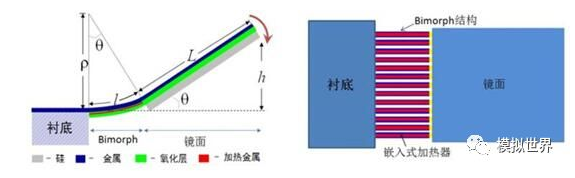 ρ
θ
L
l
θ
h
衬底
Bimorph
镜面
- 硅
- 金属
- 氧化层
- 加热金属
Bimorph结构
衬底
镜面
嵌入式加热器
模拟世界